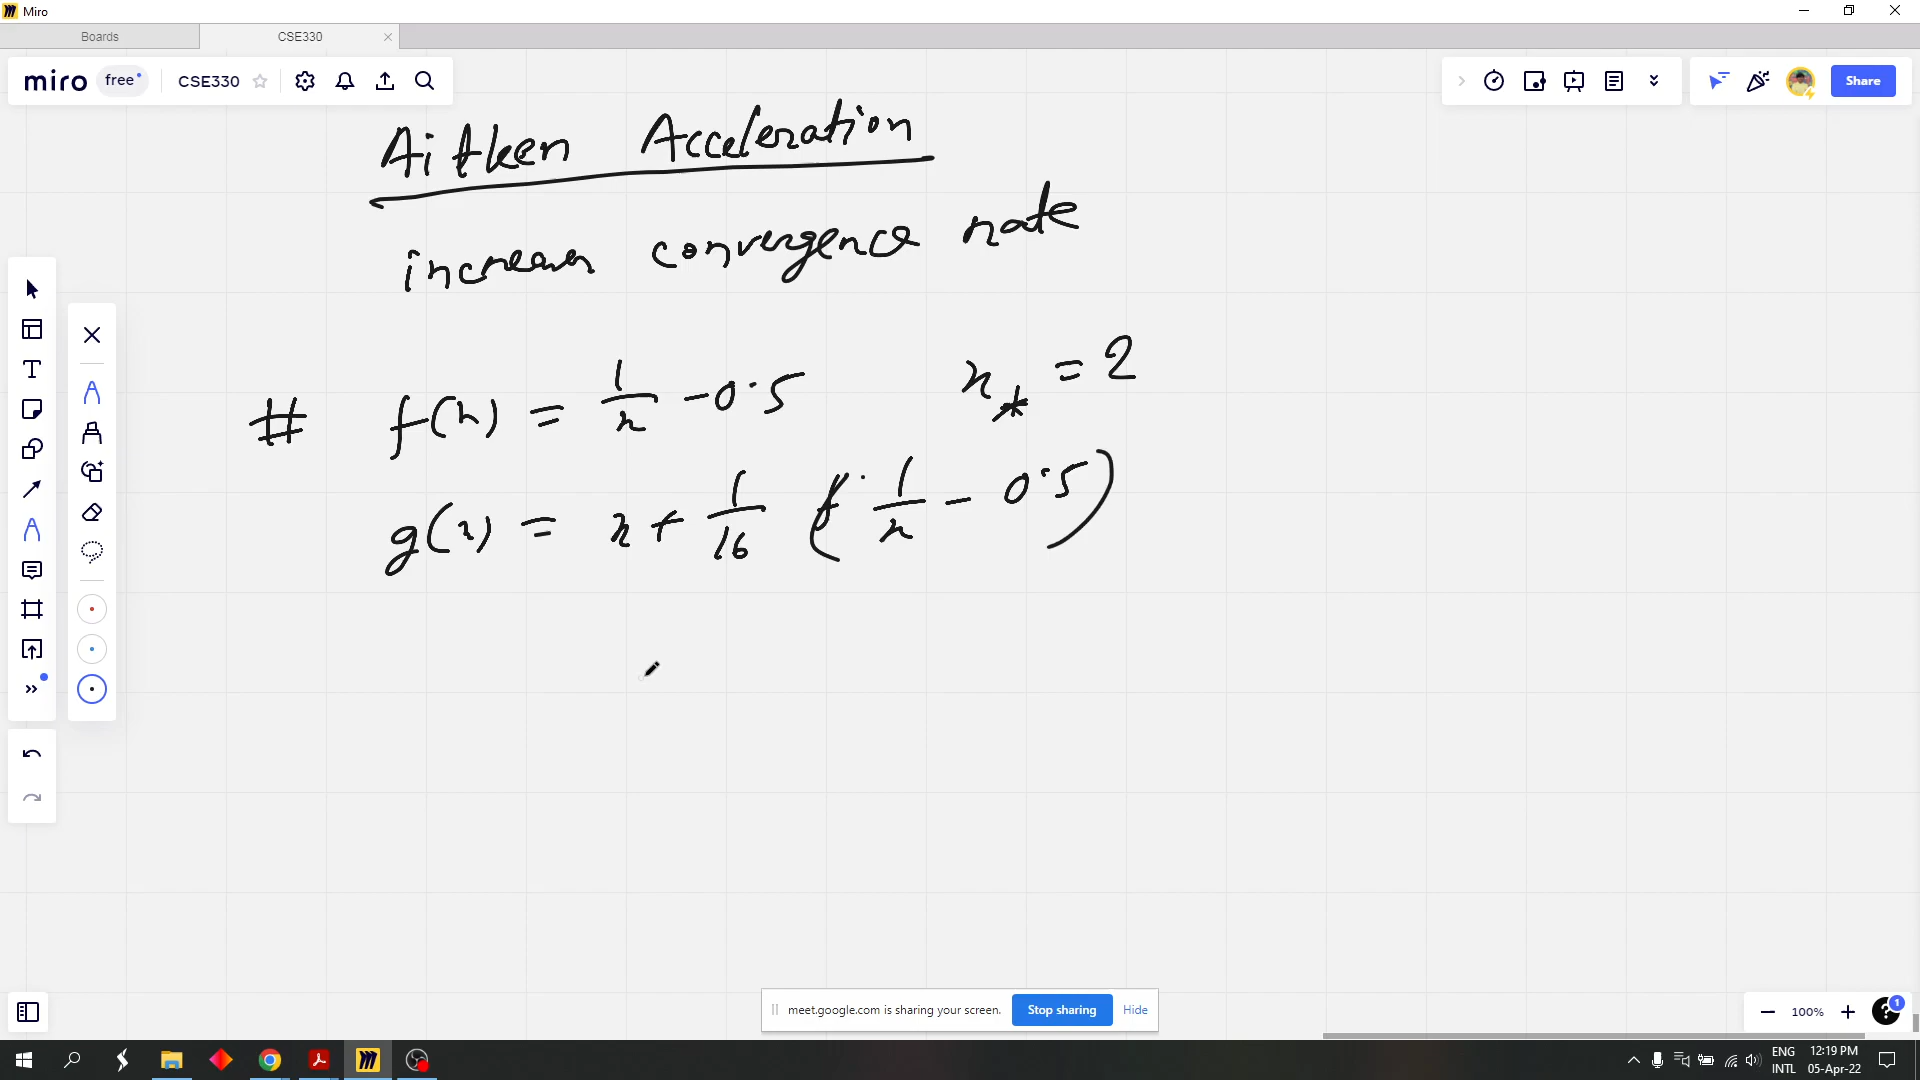 Miro
Boards
CSE330
miro free CSE330 Share
Aitken Acceleration
increases convergence rate
# f(x) = 1/x - 0.5 x* = 2
g(x) = x + 1/16 ( 1/x - 0.5 )
meet.google.com is sharing your screen. Stop sharing Hide
100% ? 1
ENG 12:19 PM
INTL 05-Apr-22